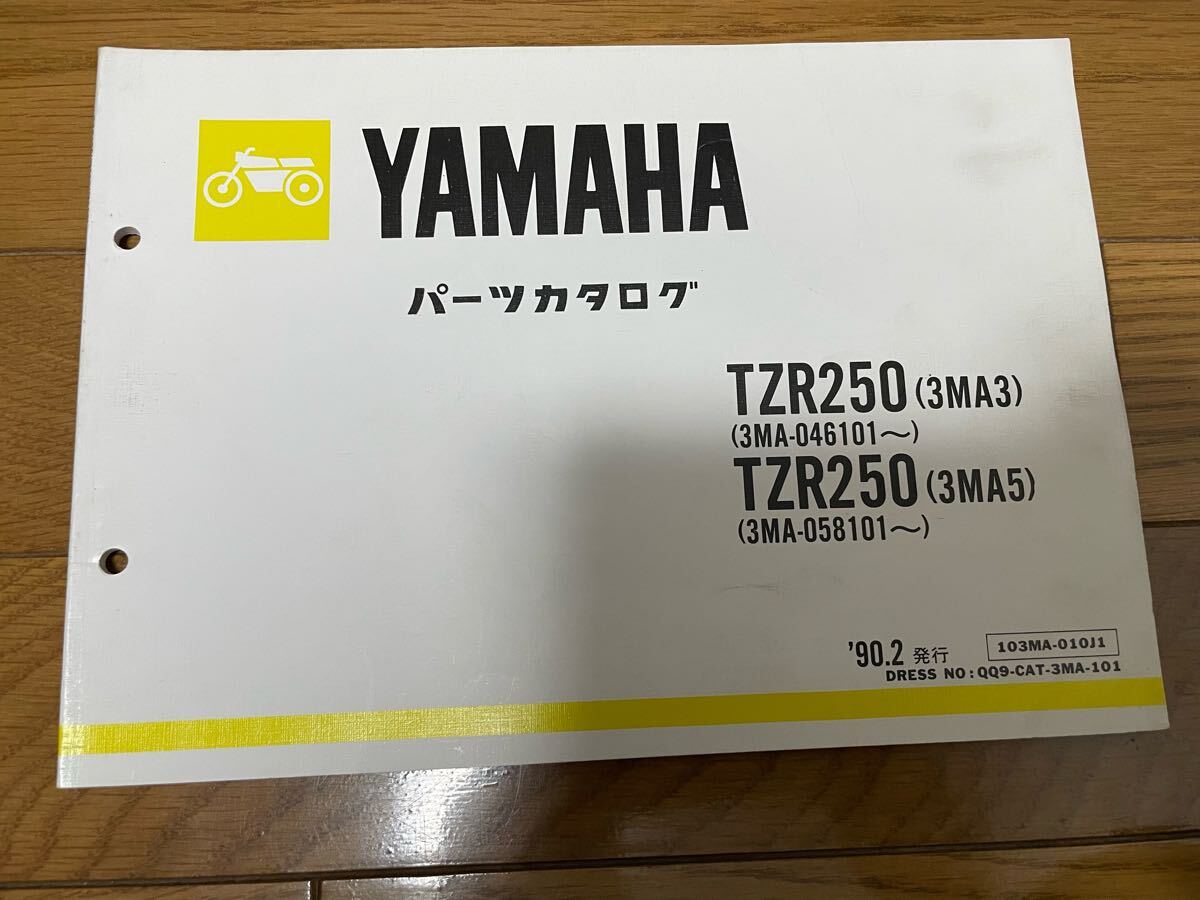 YAMAHA
パーツカタログ
TZR250 (3MA3)
(3MA-046101〜)
TZR250 (3MA5)
(3MA-058101〜)
'90.2 発行 103MA-010J1
DRESS NO: QQ9-CAT-3MA-101